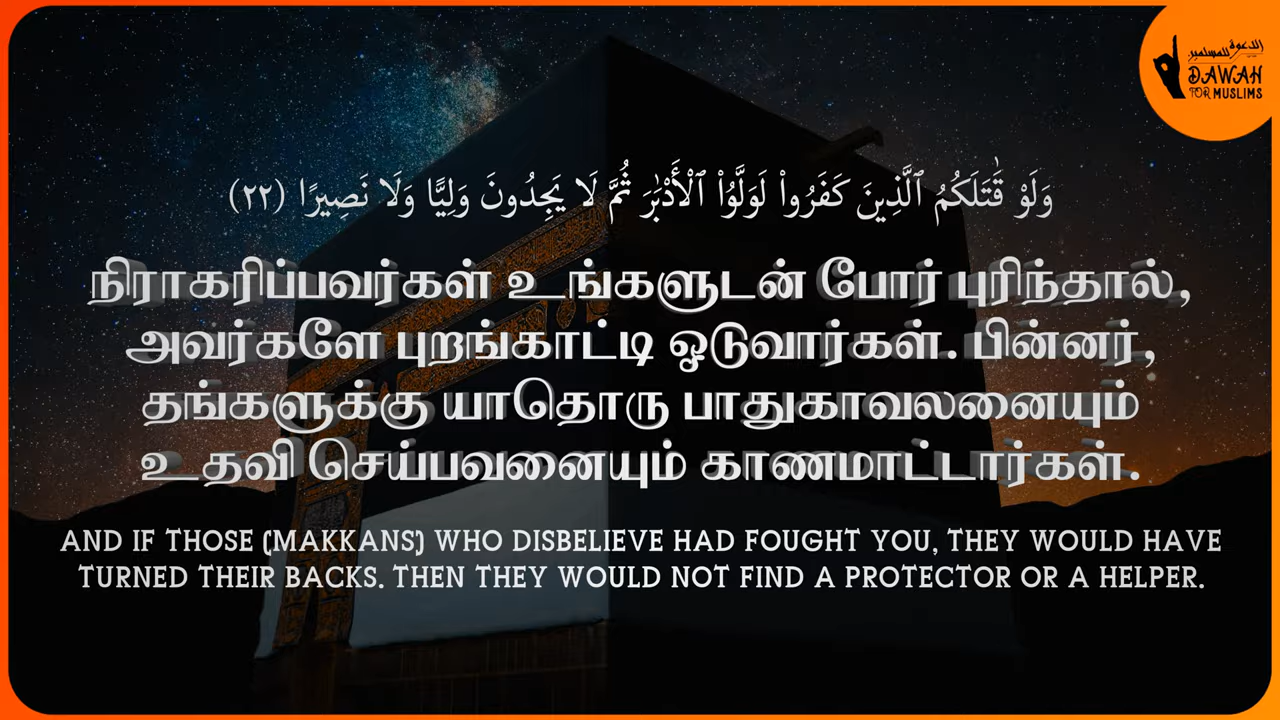 الدعوة للمسلمين
DAWAH
FOR MUSLIMS
وَلَوْ قَٰتَلَكُمُ ٱلَّذِينَ كَفَرُوا۟ لَوَلَّوُا۟ ٱلْأَدْبَٰرَ ثُمَّ لَا يَجِدُونَ وَلِيًّا وَلَا نَصِيرًا (٢٢)
நிராகரிப்பவர்கள் உங்களுடன் போர் புரிந்தால்,
அவர்களே புறங்காட்டி ஓடுவார்கள். பின்னர்,
தங்களுக்கு யாதொரு பாதுகாவலனையும்
உதவி செய்பவனையும் காணமாட்டார்கள்.
AND IF THOSE (MAKKANS) WHO DISBELIEVE HAD FOUGHT YOU, THEY WOULD HAVE
TURNED THEIR BACKS. THEN THEY WOULD NOT FIND A PROTECTOR OR A HELPER.